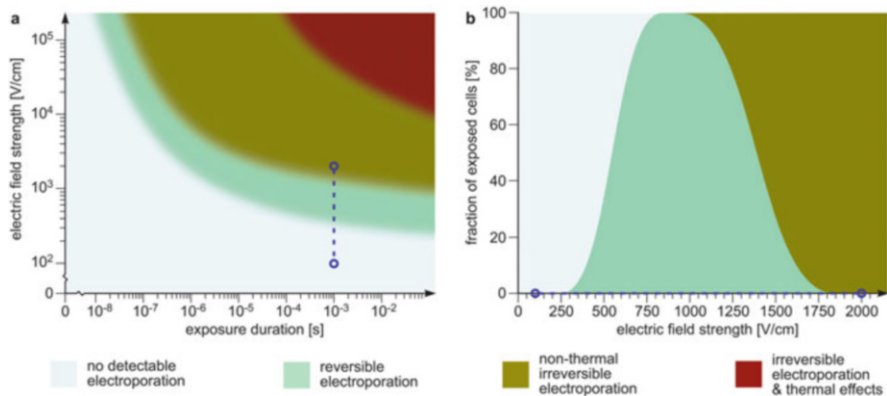 a
electric field strength [V/cm]
10⁵
10⁴
10³
10²
0
0
10⁻⁸
10⁻⁷
10⁻⁶
10⁻⁵
10⁻⁴
10⁻³
10⁻²
exposure duration [s]
b
fraction of exposed cells [%]
100
80
60
40
20
0
0
250
500
750
1000
1250
1500
1750
2000
electric field strength [V/cm]
no detectable
electroporation
reversible
electroporation
non-thermal
irreversible
electroporation
irreversible
electroporation
& thermal effects